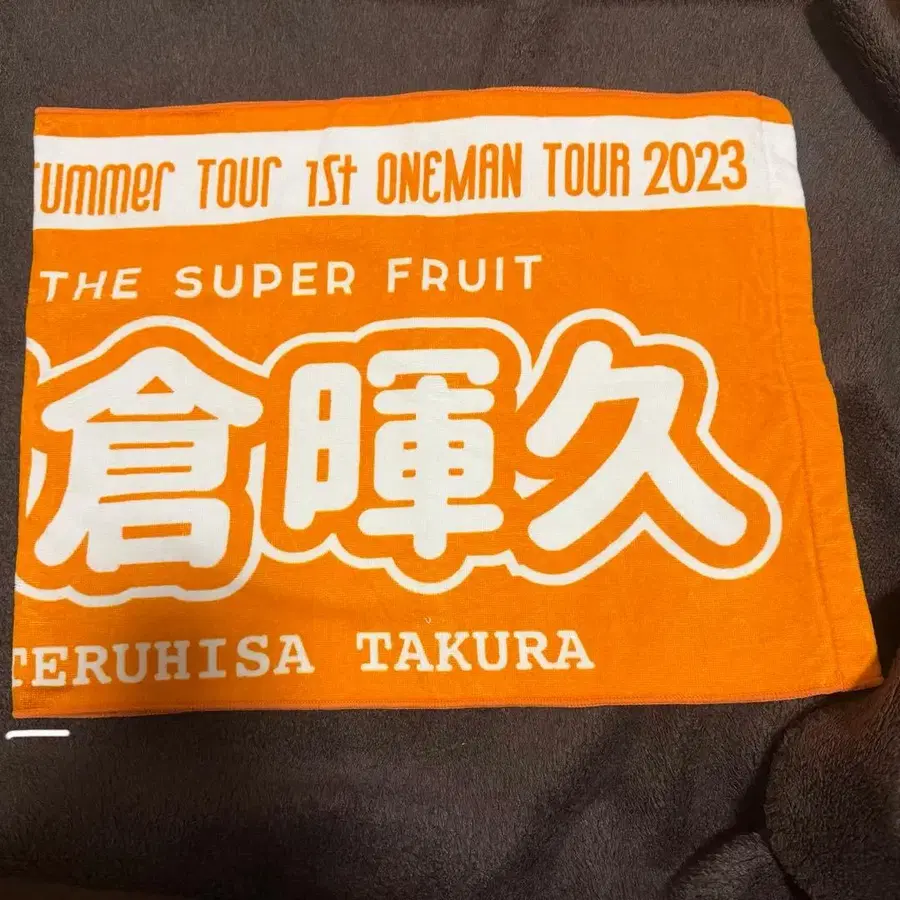 summer TOUR 1st ONEMAN TOUR 2023
THE SUPER FRUIT
倉暉久
TERUHISA TAKURA